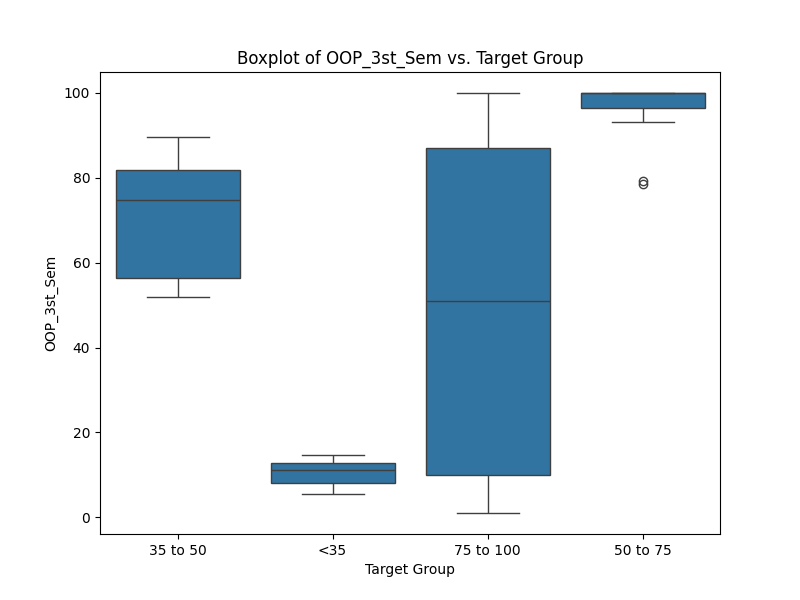 Boxplot of OOP_3st_Sem vs. Target Group
OOP_3st_Sem
100
80
60
40
20
0
35 to 50
<35
75 to 100
50 to 75
Target Group